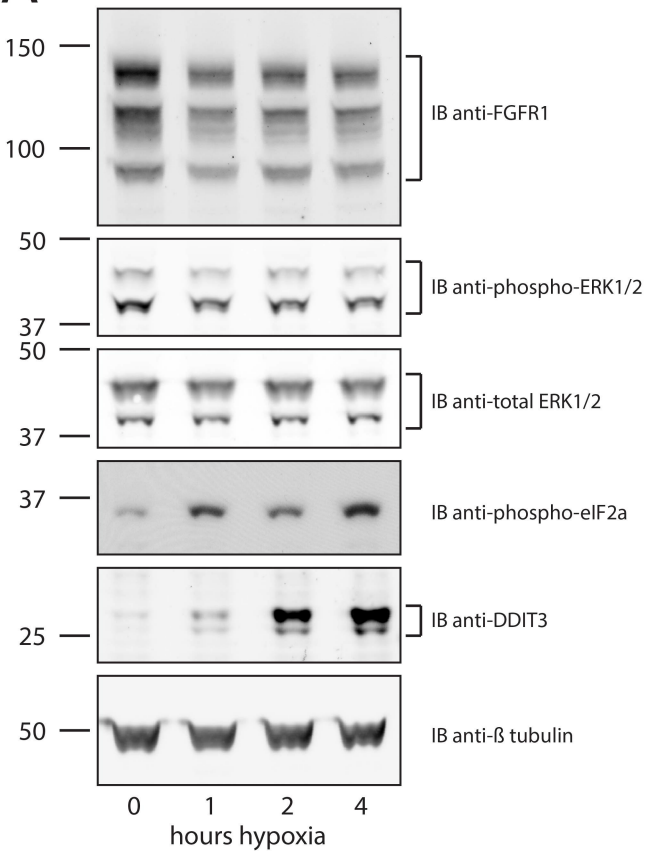 150
IB anti-FGFR1
100
50
IB anti-phospho-ERK1/2
37
50
IB anti-total ERK1/2
37
37
IB anti-phospho-eIF2a
IB anti-DDIT3
25
50
IB anti-ß tubulin
0 1 2 4
hours hypoxia